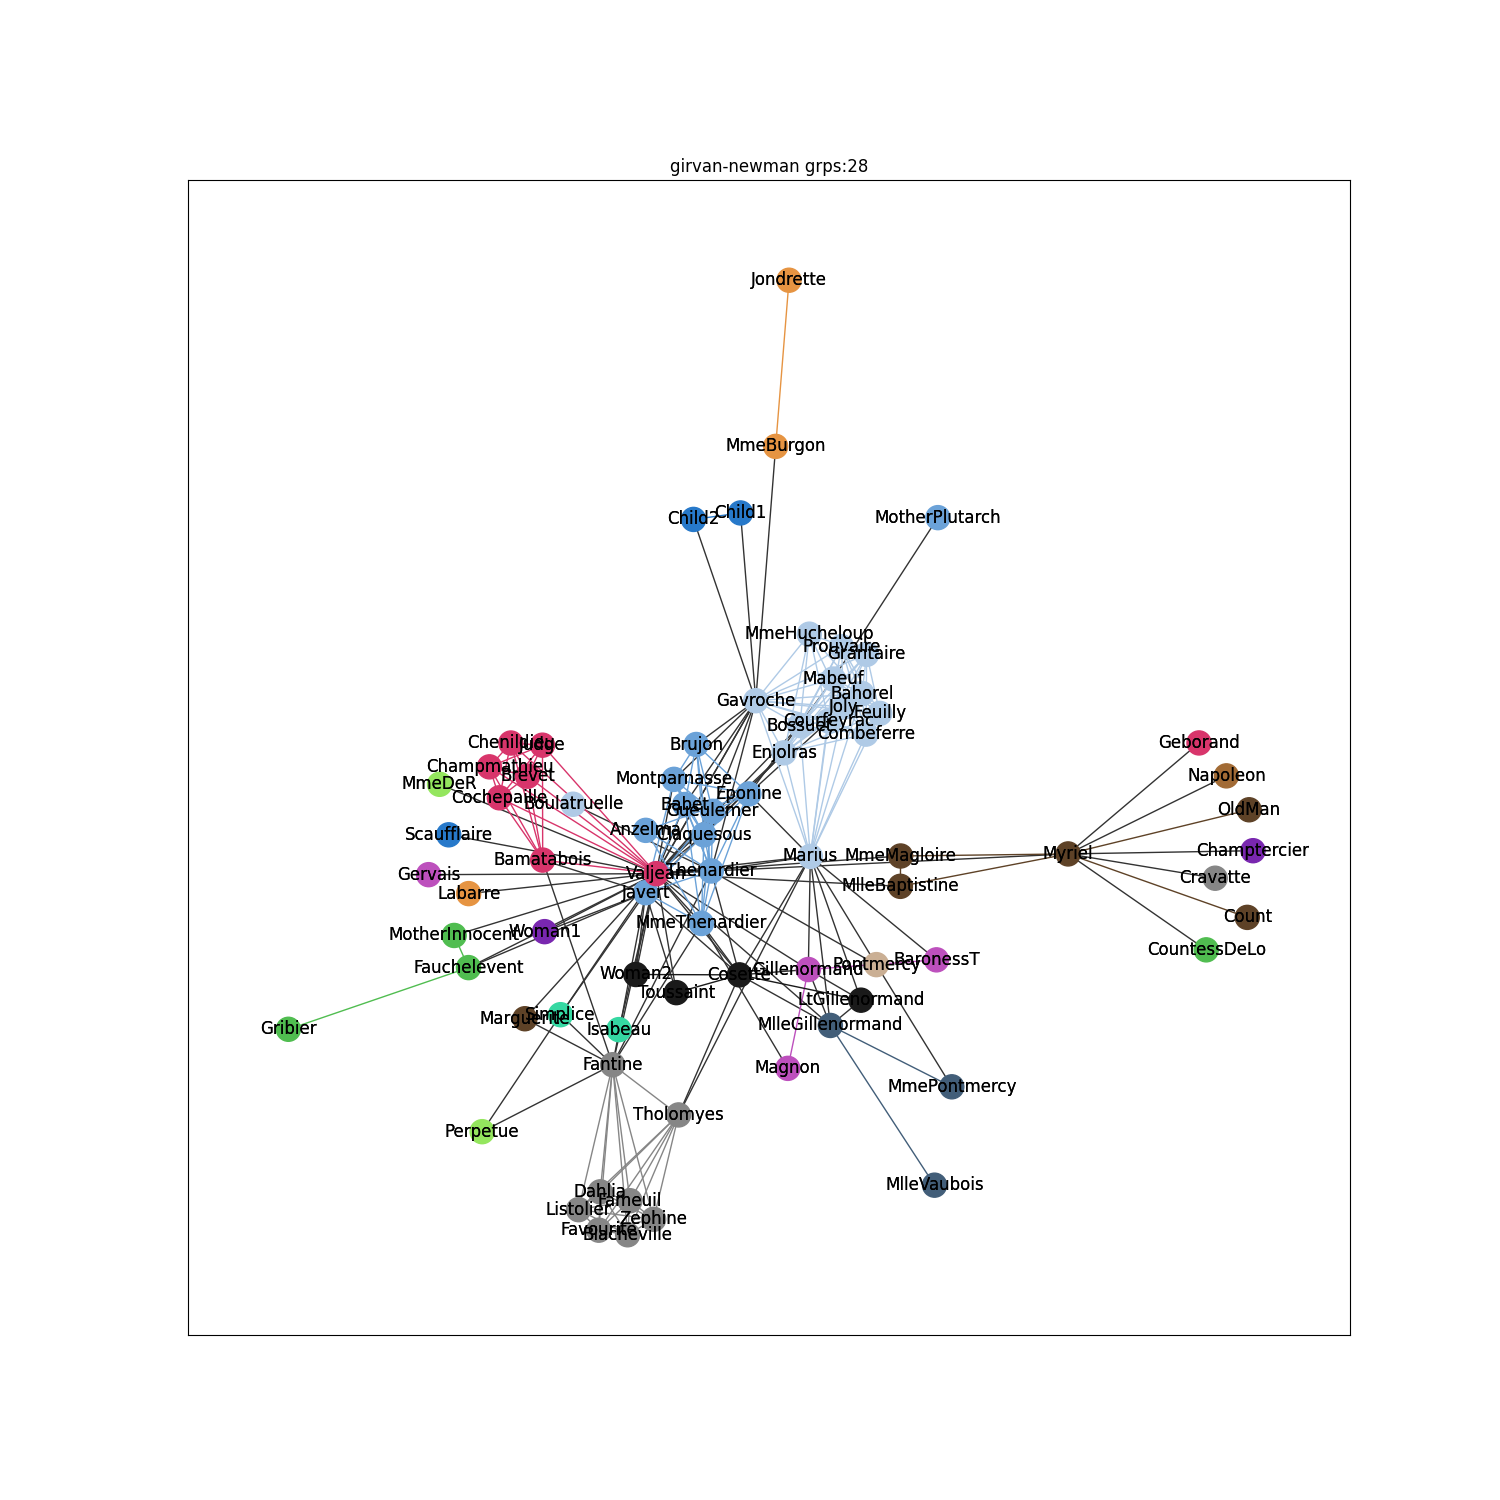 girvan-newman grps:28
Jondrette
MmeBurgon
Child2
Child1
MotherPlutarch
MmeHucheloup
Prouvaire
Grantaire
Mabeuf
Bahorel
Gavroche
Joly
Feuilly
Courfeyrac
Bossuet
Combeferre
Enjolras
Brujon
Chenildieu
Judge
Geborand
Champmathieu
Brevet
MmeDeR
Montparnasse
Napoleon
Cochepaille
Boulatruelle
Babet
Eponine
Gueulemer
OldMan
Scaufflaire
Anzelma
Claquesous
Bamatabois
Marius
MmeMagloire
Myriel
Champtercier
Gervais
Valjean
Thenardier
Cravatte
Labarre
Javert
MlleBaptistine
Count
MmeThenardier
MotherInnocent
Woman1
CountessDeLo
Fauchelevent
Woman2
Cosette
Gillenormand
Pontmercy
BaronessT
Toussaint
LtGillenormand
Marguerite
Simplice
Isabeau
MlleGillenormand
Gribier
Fantine
Magnon
MmePontmercy
Tholomyes
Perpetue
MlleVaubois
Dahlia
Fameuil
Listolier
Zephine
Favourite
Blacheville